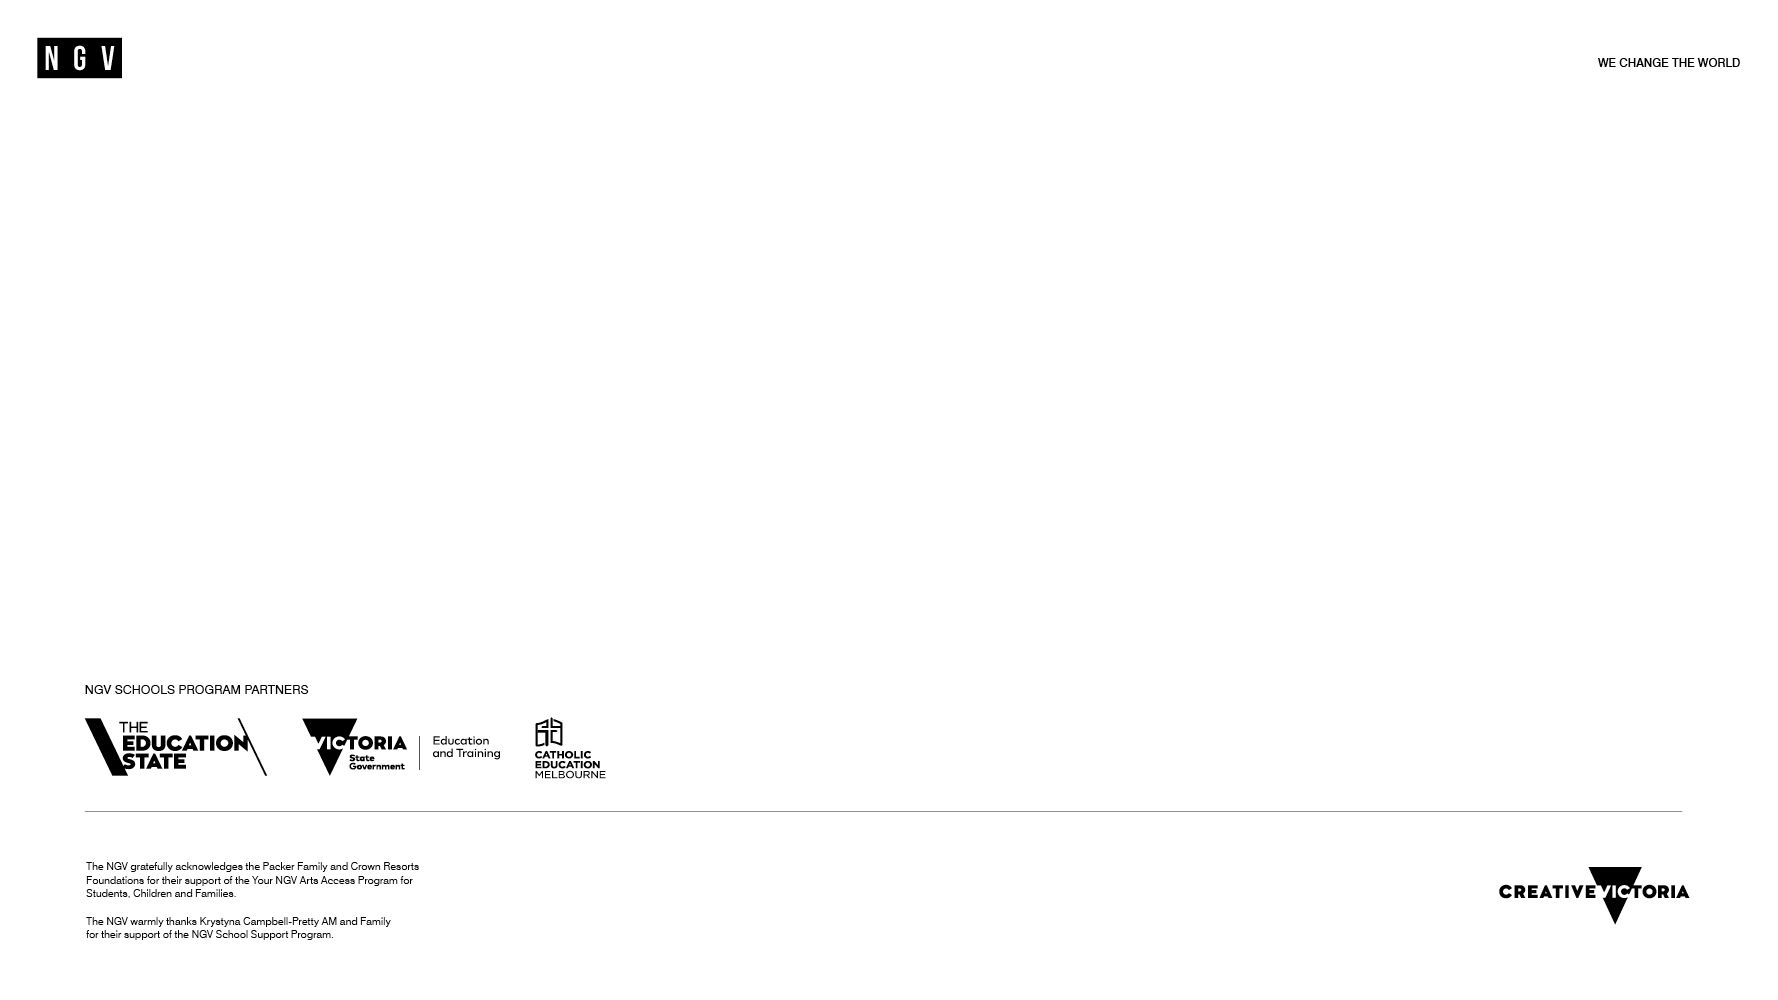 NGV
WE CHANGE THE WORLD
NGV SCHOOLS PROGRAM PARTNERS
THE
EDUCATION
STATE
VICTORIA
State
Government
Education
and Training
CATHOLIC
EDUCATION
MELBOURNE
The NGV gratefully acknowledges the Packer Family and Crown Resorts
Foundations for their support of the Your NGV Arts Access Program for
Students, Children and Families.
The NGV warmly thanks Krystyna Campbell-Pretty AM and Family
for their support of the NGV School Support Program.
CREATIVE VICTORIA